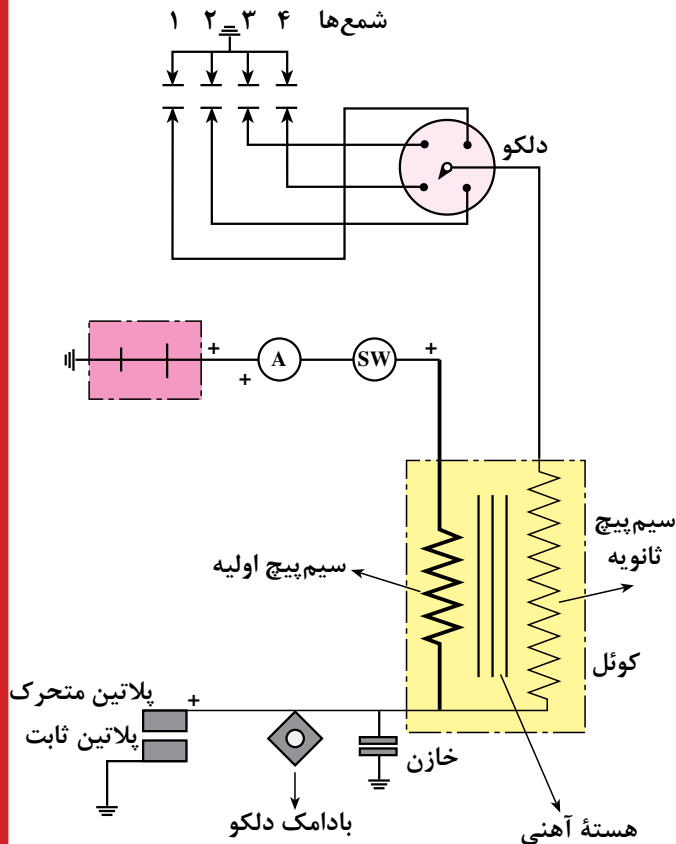 شمع‌ها ۴ ۳ ۲ ۱
دلکو
+
+
A
SW
+
سیم‌پیچ
ثانویه
سیم‌پیچ اولیه
کوئل
پلاتین متحرک
+
پلاتین ثابت
خازن
بادامک دلکو
هستهٔ آهنی